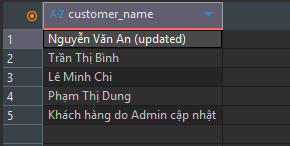 customer_name
1 Nguyễn Văn An (updated)
2 Trần Thị Bình
3 Lê Minh Chi
4 Phạm Thị Dung
5 Khách hàng do Admin cập nhật